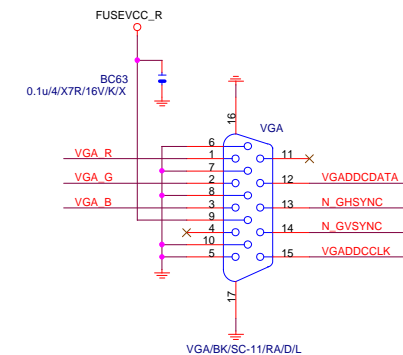 FUSEVCC_R
BC63
0.1u/4/X7R/16V/K/X
16
VGA
6
VGA_R 1 11
7
VGA_G 2 12 VGADDCDATA
8
VGA_B 3 13 N_GHSYNC
9
4 14 N_GVSYNC
10
5 15 VGADDCCLK
17
VGA/BK/SC-11/RA/D/L